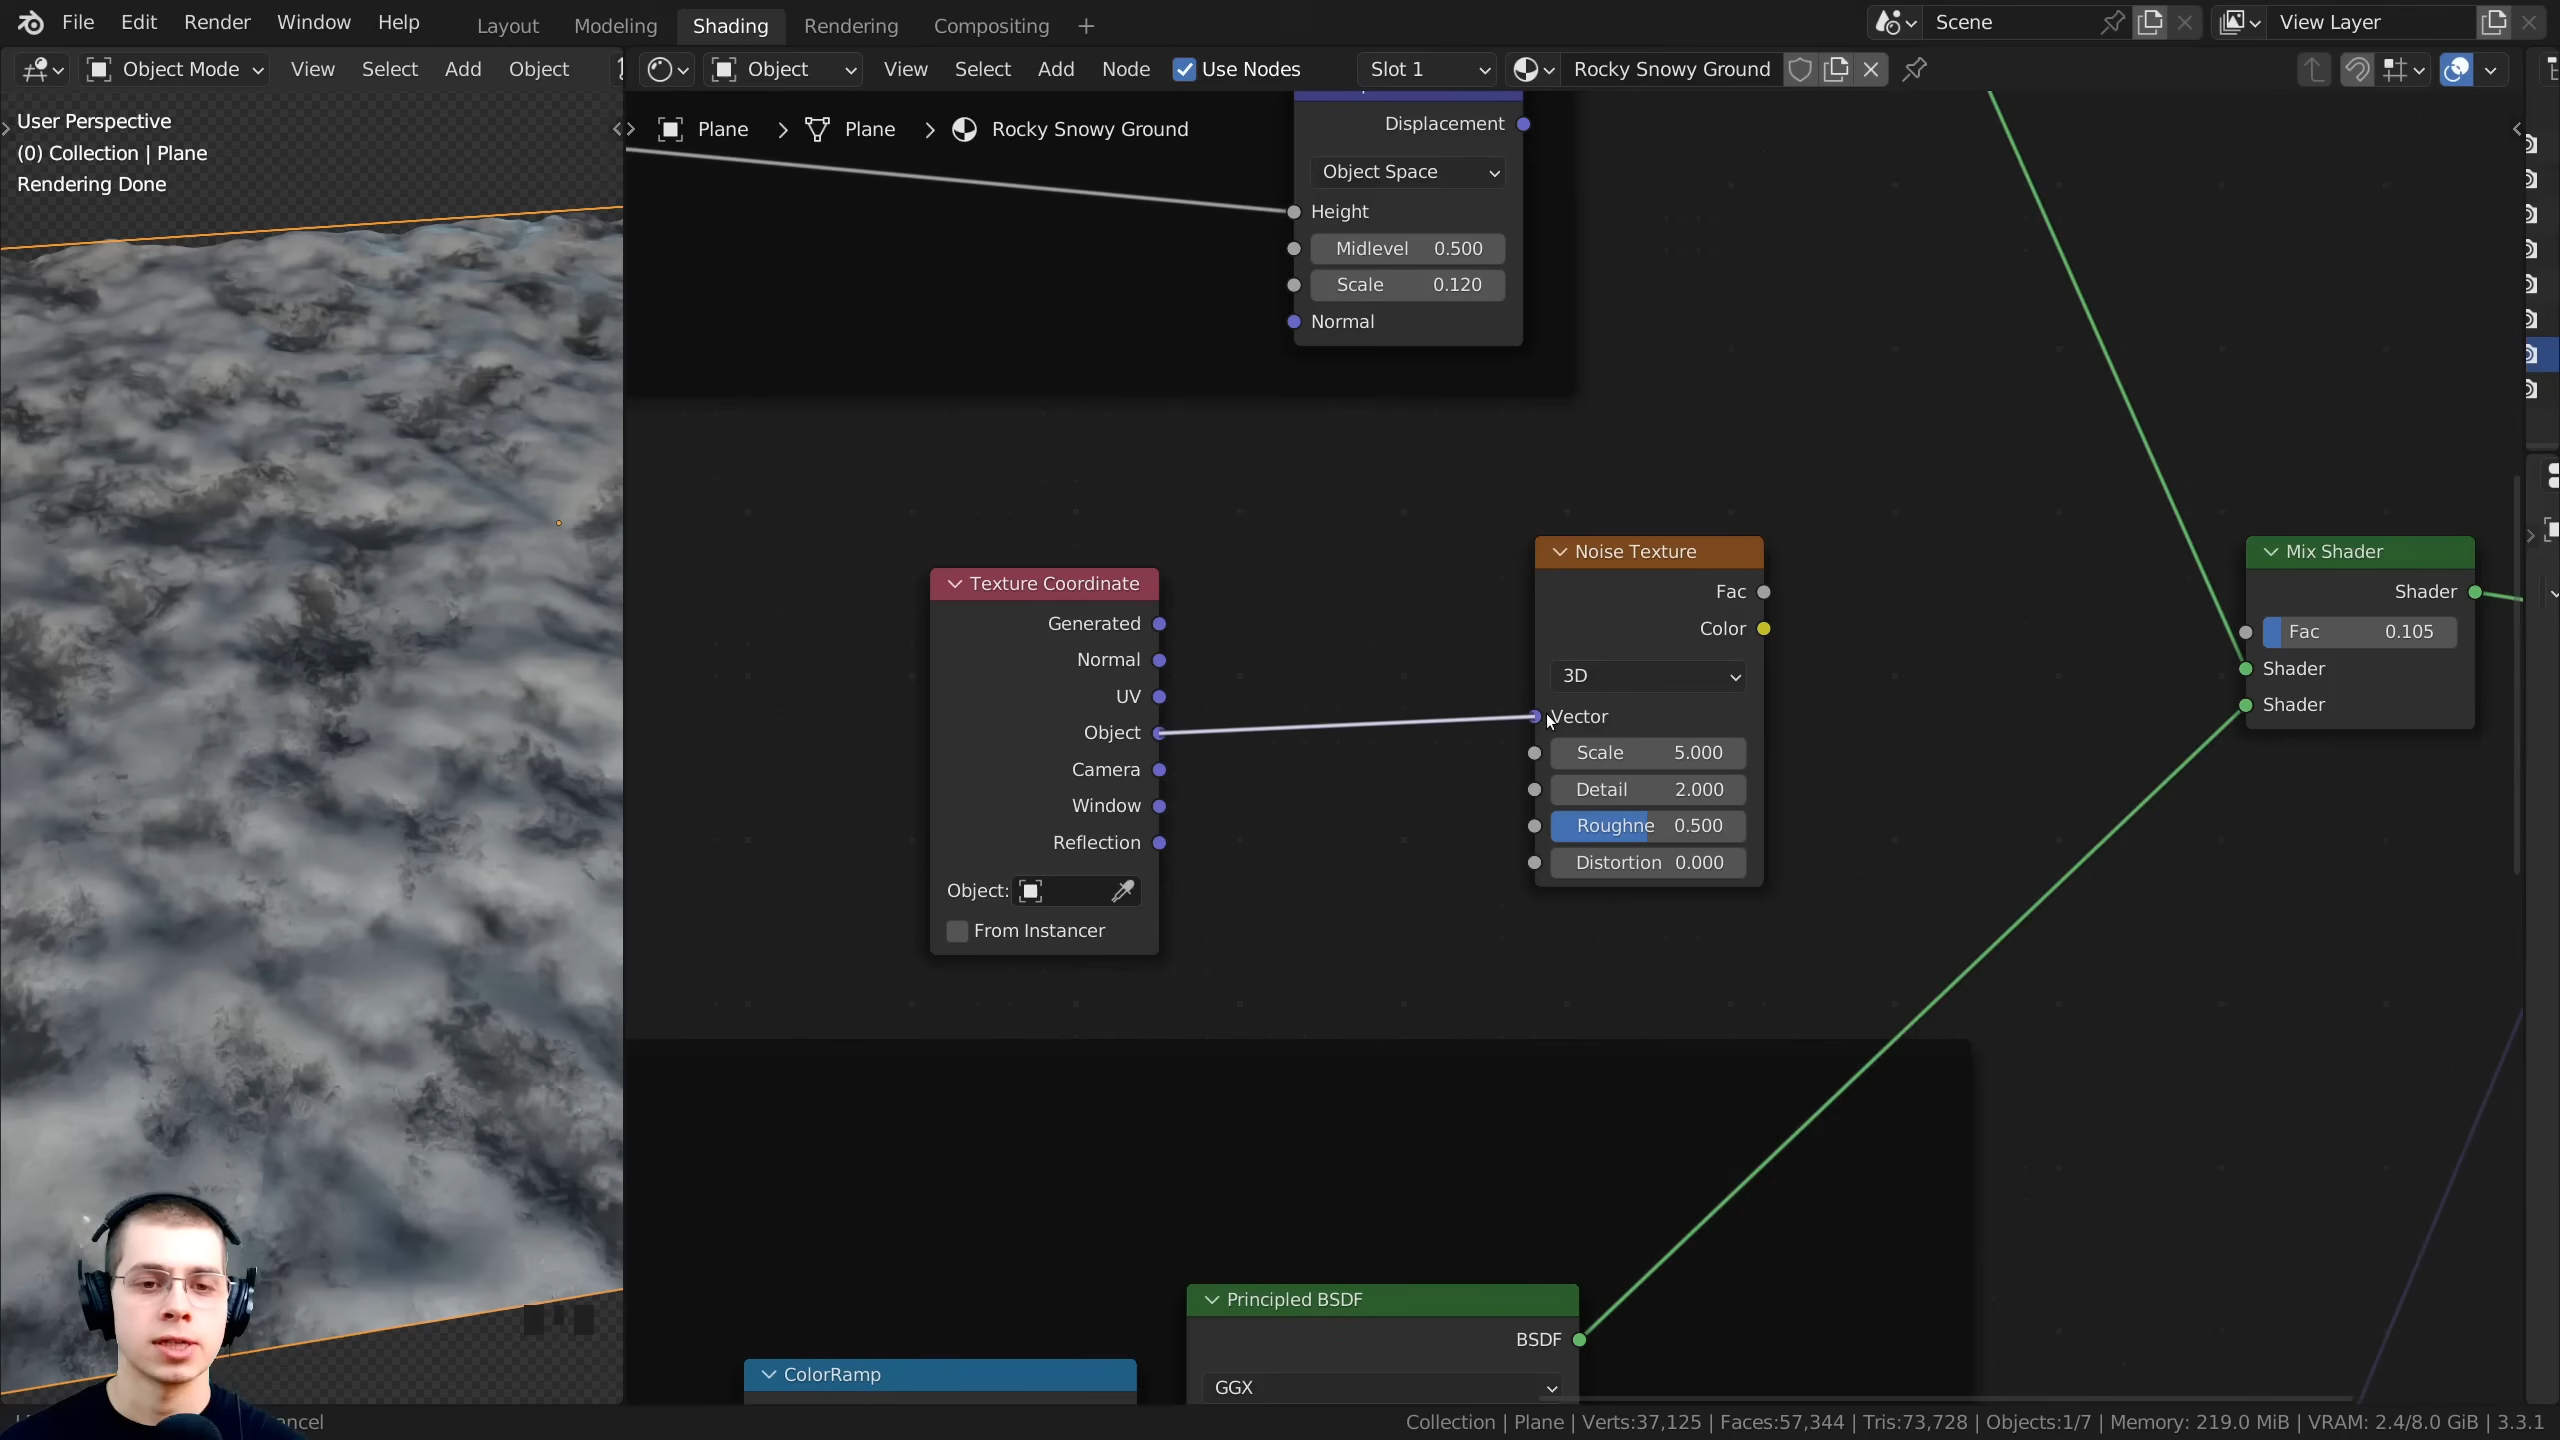 File Edit Render Window Help Layout Modeling Shading Rendering Compositing + Scene View Layer
Object Mode View Select Add Object Object View Select Add Node Use Nodes Slot 1 Rocky Snowy Ground
User Perspective
(0) Collection | Plane
Rendering Done
Plane > Plane > Rocky Snowy Ground
Displacement
Object Space
Height
Midlevel 0.500
Scale 0.120
Normal
Texture Coordinate
Generated
Normal
UV
Object
Camera
Window
Reflection
Object:
From Instancer
Noise Texture
Fac
Color
3D
Vector
Scale 5.000
Detail 2.000
Roughne 0.500
Distortion 0.000
Mix Shader
Shader
Fac 0.105
Shader
Shader
Principled BSDF
BSDF
GGX
ColorRamp
Collection | Plane | Verts:37,125 | Faces:57,344 | Tris:73,728 | Objects:1/7 | Memory: 219.0 MiB | VRAM: 2.4/8.0 GiB | 3.3.1